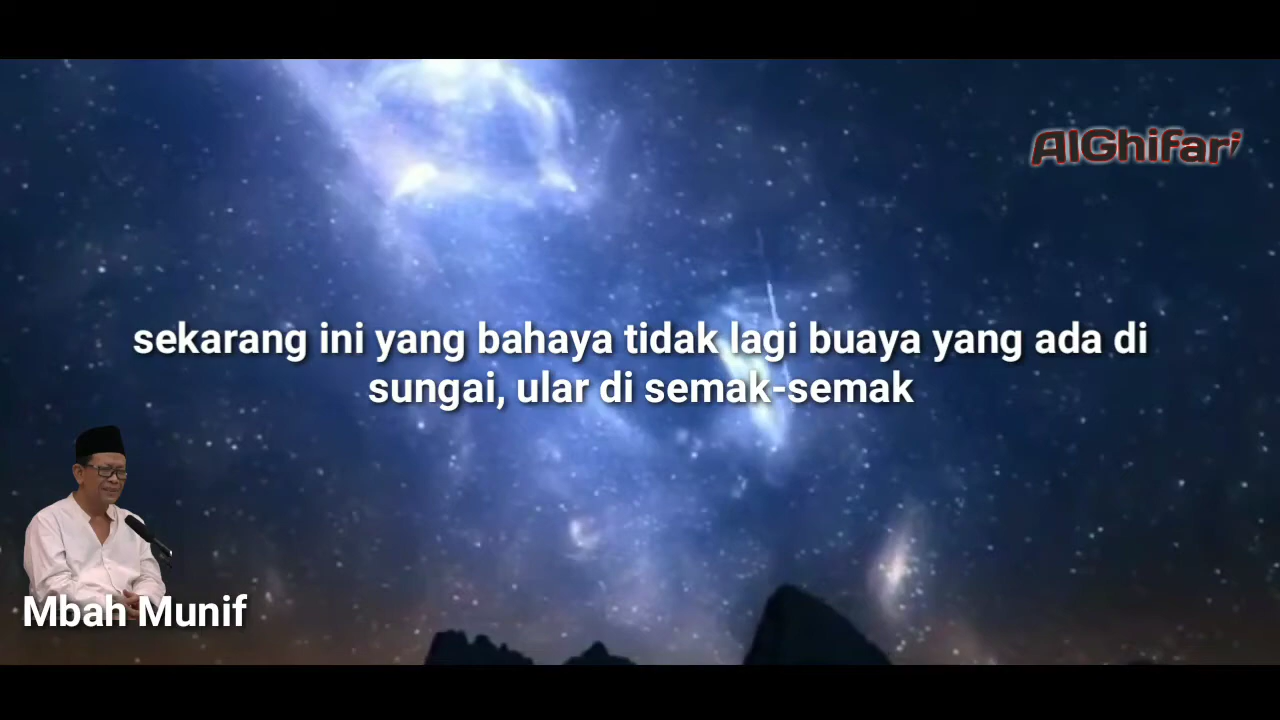 AlGhifari
sekarang ini yang bahaya tidak lagi buaya yang ada di
sungai, ular di semak-semak
Mbah Munif